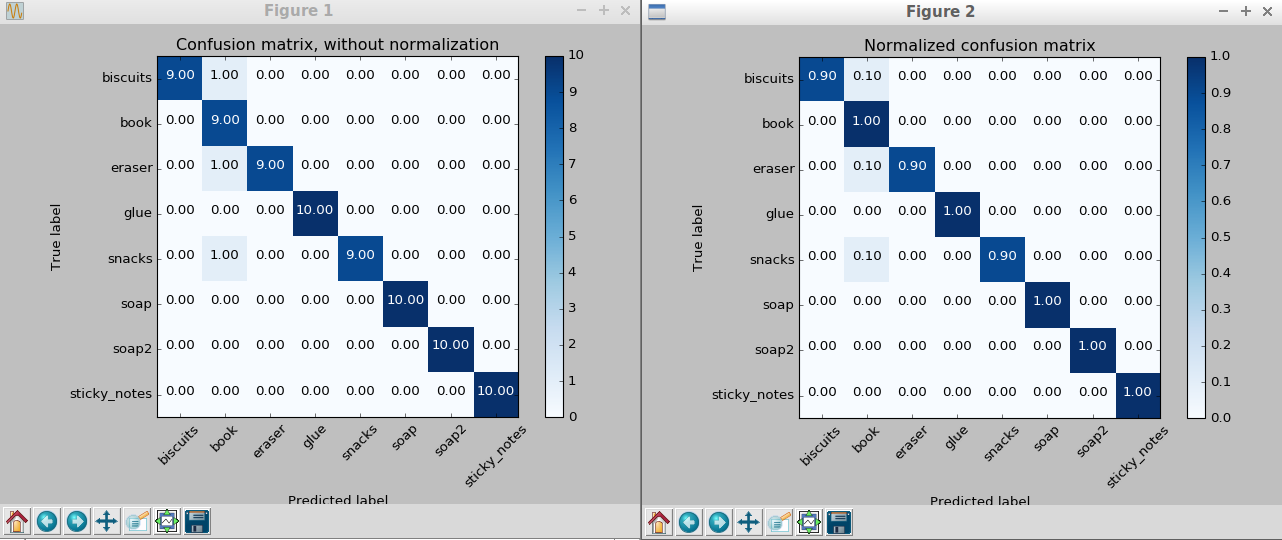 Figure 1
Confusion matrix, without normalization
biscuits 9.00 1.00 0.00 0.00 0.00 0.00 0.00 0.00
book 0.00 9.00 0.00 0.00 0.00 0.00 0.00 0.00
eraser 0.00 1.00 9.00 0.00 0.00 0.00 0.00 0.00
glue 0.00 0.00 0.00 10.00 0.00 0.00 0.00 0.00
snacks 0.00 1.00 0.00 0.00 9.00 0.00 0.00 0.00
soap 0.00 0.00 0.00 0.00 0.00 10.00 0.00 0.00
soap2 0.00 0.00 0.00 0.00 0.00 0.00 10.00 0.00
sticky_notes 0.00 0.00 0.00 0.00 0.00 0.00 0.00 10.00
True label
biscuits book eraser glue snacks soap soap2 sticky_notes
Predicted label
10
9
8
7
6
5
4
3
2
1
0
Figure 2
Normalized confusion matrix
biscuits 0.90 0.10 0.00 0.00 0.00 0.00 0.00 0.00
book 0.00 1.00 0.00 0.00 0.00 0.00 0.00 0.00
eraser 0.00 0.10 0.90 0.00 0.00 0.00 0.00 0.00
glue 0.00 0.00 0.00 1.00 0.00 0.00 0.00 0.00
snacks 0.00 0.10 0.00 0.00 0.90 0.00 0.00 0.00
soap 0.00 0.00 0.00 0.00 0.00 1.00 0.00 0.00
soap2 0.00 0.00 0.00 0.00 0.00 0.00 1.00 0.00
sticky_notes 0.00 0.00 0.00 0.00 0.00 0.00 0.00 1.00
True label
biscuits book eraser glue snacks soap soap2 sticky_notes
Predicted label
1.0
0.9
0.8
0.7
0.6
0.5
0.4
0.3
0.2
0.1
0.0